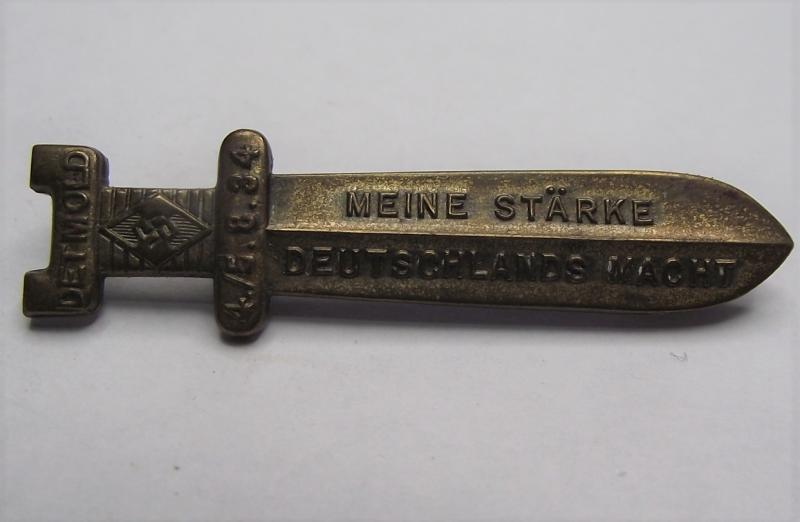 DETMOLD
4./5.8.34
MEINE STÄRKE
DEUTSCHLANDS MACHT